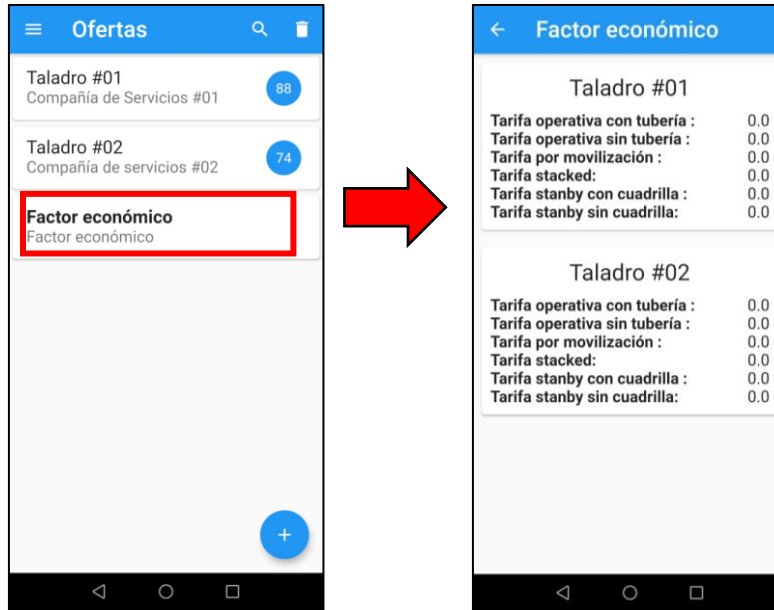 Ofertas
Taladro #01
Compañía de Servicios #01
88
Taladro #02
Compañía de servicios #02
74
Factor económico
Factor económico
+
Factor económico
Taladro #01
Tarifa operativa con tubería : 0.0
Tarifa operativa sin tubería : 0.0
Tarifa por movilización : 0.0
Tarifa stacked: 0.0
Tarifa stanby con cuadrilla : 0.0
Tarifa stanby sin cuadrilla: 0.0
Taladro #02
Tarifa operativa con tubería : 0.0
Tarifa operativa sin tubería : 0.0
Tarifa por movilización : 0.0
Tarifa stacked: 0.0
Tarifa stanby con cuadrilla : 0.0
Tarifa stanby sin cuadrilla: 0.0